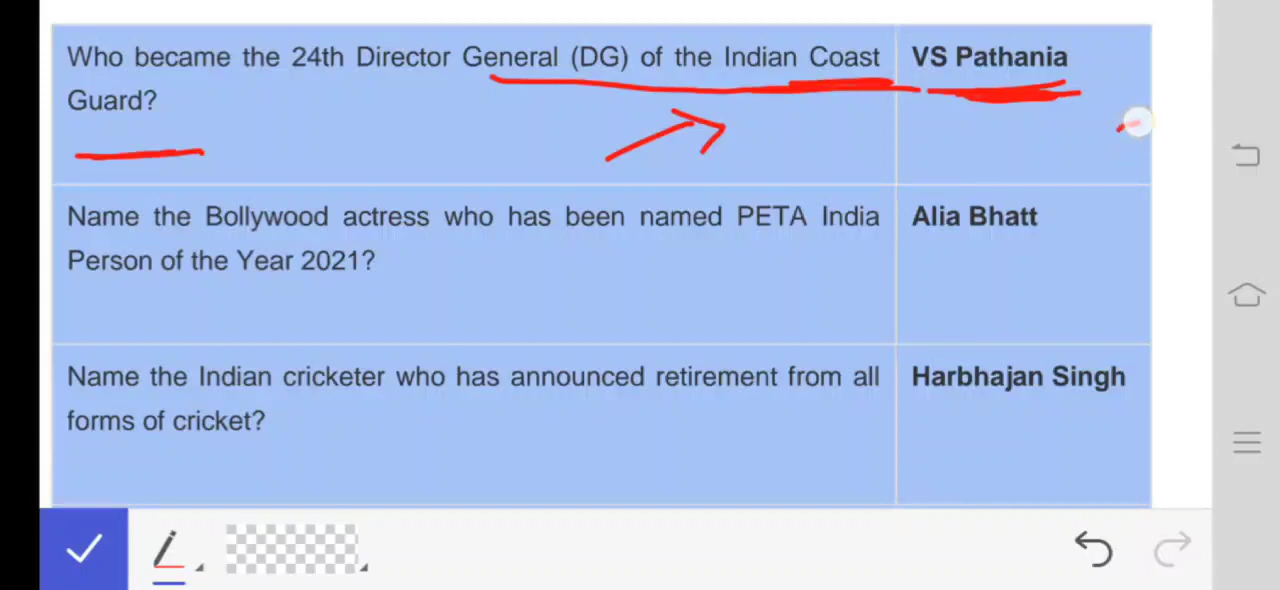 Who became the 24th Director General (DG) of the Indian Coast
Guard?
VS Pathania
Name the Bollywood actress who has been named PETA India
Person of the Year 2021?
Alia Bhatt
Name the Indian cricketer who has announced retirement from all
forms of cricket?
Harbhajan Singh